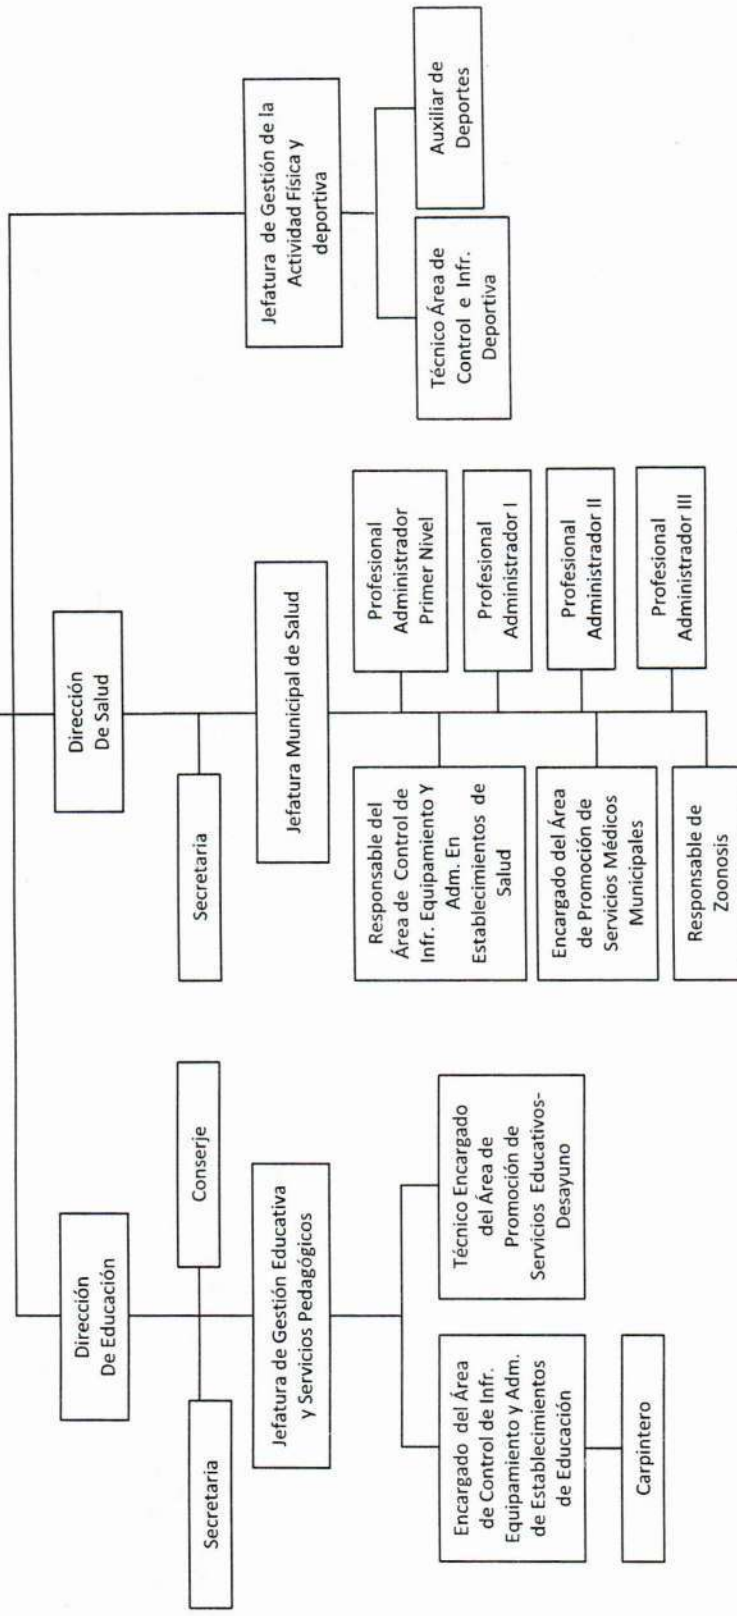 Dirección
De Educación
Secretaria
Conserje
Jefatura de Gestión Educativa
y Servicios Pedagógicos
Encargado del Área
de Control de Infr.
Equipamiento y Adm.
de Establecimientos
de Educación
Carpintero
Técnico Encargado
del Área de
Promoción de
Servicios Educativos-
Desayuno
Dirección
De Salud
Secretaria
Jefatura Municipal de Salud
Responsable del
Área de Control de
Infr. Equipamiento Y
Adm. En
Establecimientos de
Salud
Encargado del Área
de Promoción de
Servicios Médicos
Municipales
Responsable de
Zoonosis
Profesional
Administrador
Primer Nivel
Profesional
Administrador I
Profesional
Administrador II
Profesional
Administrador III
Jefatura de Gestión de la
Actividad Física y
deportiva
Técnico Área de
Control e Infr.
Deportiva
Auxiliar de
Deportes